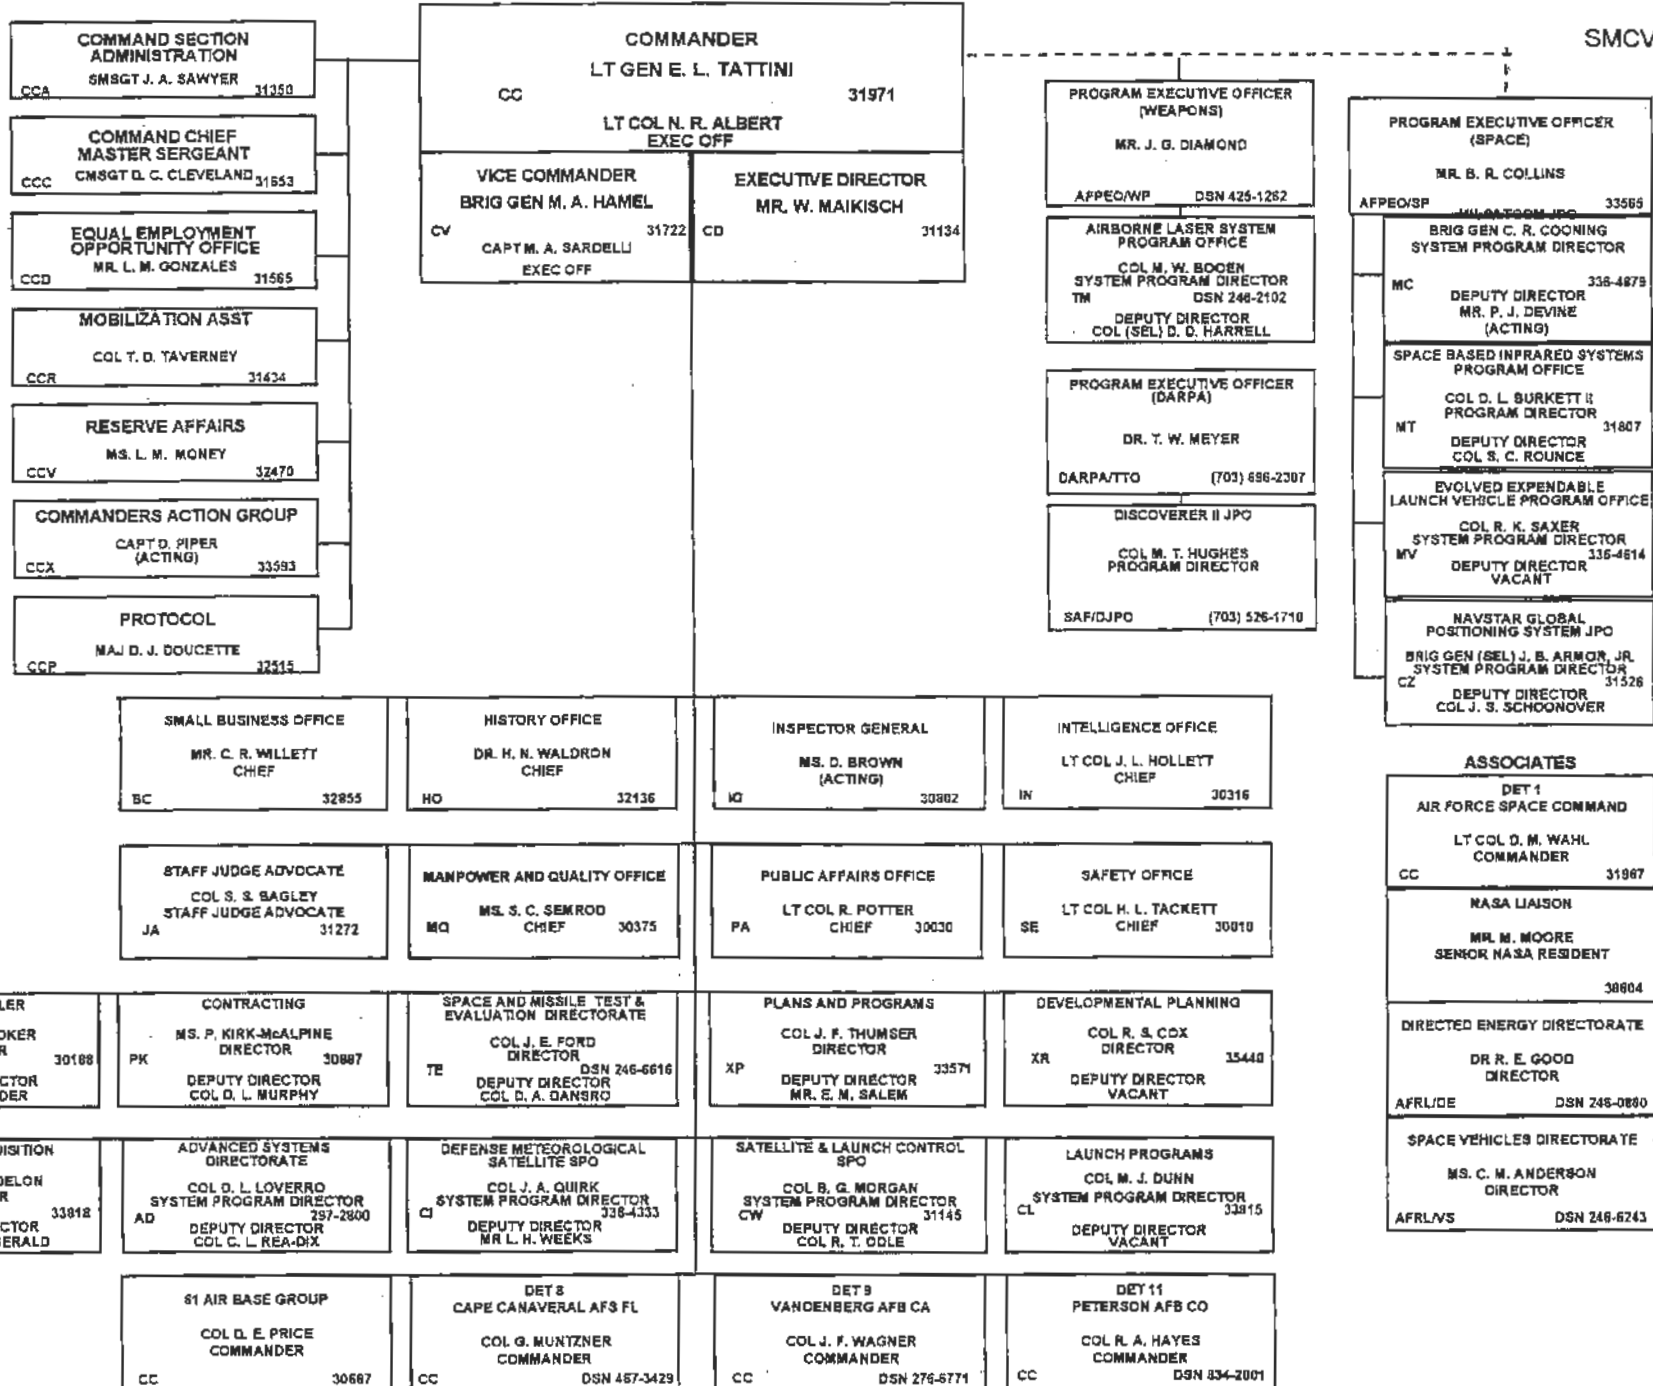 SMCV
COMMAND SECTION
ADMINISTRATION
SMSGT J. A. SAWYER
CCA 31350
COMMAND CHIEF
MASTER SERGEANT
CMSGT D. C. CLEVELAND
CCC 31653
EQUAL EMPLOYMENT
OPPORTUNITY OFFICE
MR. L. M. GONZALES
CCD 31565
MOBILIZATION ASST
COL T. D. TAVERNEY
CCR 31434
RESERVE AFFAIRS
MS. L. M. MONEY
CCV 32470
COMMANDERS ACTION GROUP
CAPT D. PIPER
(ACTING)
CCX 33593
PROTOCOL
MAJ D. J. DOUCETTE
CCP 32515
COMMANDER
LT GEN E. L. TATTINI
CC 31971
LT COL N. R. ALBERT
EXEC OFF
VICE COMMANDER
BRIG GEN M. A. HAMEL
CV 31722
CAPT M. A. SARDELLI
EXEC OFF
EXECUTIVE DIRECTOR
MR. W. MAIKISCH
CD 31134
PROGRAM EXECUTIVE OFFICER
(WEAPONS)
MR. J. G. DIAMOND
AFPEO/WP DSN 425-1262
AIRBORNE LASER SYSTEM
PROGRAM OFFICE
COL M. W. BOOEN
SYSTEM PROGRAM DIRECTOR
TM DSN 246-2102
DEPUTY DIRECTOR
COL (SEL) D. D. HARRELL
PROGRAM EXECUTIVE OFFICER
(DARPA)
DR. T. W. MEYER
DARPA/TTO (703) 696-2307
DISCOVERER II JPO
COL M. T. HUGHES
PROGRAM DIRECTOR
SAF/DJPO (703) 526-1710
PROGRAM EXECUTIVE OFFICER
(SPACE)
MR. B. R. COLLINS
AFPEO/SP 33565
MILSATCOM JPO
BRIG GEN C. R. COONING
SYSTEM PROGRAM DIRECTOR
MC 336-4879
DEPUTY DIRECTOR
MR. P. J. DEVINE
(ACTING)
SPACE BASED INFRARED SYSTEMS
PROGRAM OFFICE
COL D. L. BURKETT II
PROGRAM DIRECTOR
MT 31807
DEPUTY DIRECTOR
COL S. C. ROUNCE
EVOLVED EXPENDABLE
LAUNCH VEHICLE PROGRAM OFFICE
COL R. K. SAXER
SYSTEM PROGRAM DIRECTOR
MV 336-4614
DEPUTY DIRECTOR
VACANT
NAVSTAR GLOBAL
POSITIONING SYSTEM JPO
BRIG GEN (SEL) J. B. ARMOR, JR.
SYSTEM PROGRAM DIRECTOR
CZ 31526
DEPUTY DIRECTOR
COL J. S. SCHOONOVER
SMALL BUSINESS OFFICE
MR. C. R. WILLETT
CHIEF
BC 32855
HISTORY OFFICE
DR. H. N. WALDRON
CHIEF
HO 32136
INSPECTOR GENERAL
MS. D. BROWN
(ACTING)
IG 30802
INTELLIGENCE OFFICE
LT COL J. L. HOLLETT
CHIEF
IN 30316
STAFF JUDGE ADVOCATE
COL S. S. BAGLEY
STAFF JUDGE ADVOCATE
JA 31272
MANPOWER AND QUALITY OFFICE
MS. S. C. SEMROD
MQ CHIEF 30375
PUBLIC AFFAIRS OFFICE
LT COL R. POTTER
PA CHIEF 30030
SAFETY OFFICE
LT COL H. L. TACKETT
SE CHIEF 30010
LER
OKER
R
30188
CTOR
DER
CONTRACTING
MS. P. KIRK-McALPINE
DIRECTOR
PK 30887
DEPUTY DIRECTOR
COL D. L. MURPHY
SPACE AND MISSILE TEST &
EVALUATION DIRECTORATE
COL J. E. FORD
DIRECTOR
TE DSN 246-6616
DEPUTY DIRECTOR
COL D. A. DANSRO
PLANS AND PROGRAMS
COL J. F. THUMSER
DIRECTOR
XP 33571
DEPUTY DIRECTOR
MR. E. M. SALEM
DEVELOPMENTAL PLANNING
COL R. S. COX
DIRECTOR
XR 35440
DEPUTY DIRECTOR
VACANT
ISITION
DELON
R
33818
CTOR
ERALD
ADVANCED SYSTEMS
DIRECTORATE
COL D. L. LOVERRO
SYSTEM PROGRAM DIRECTOR
AD 297-2800
DEPUTY DIRECTOR
COL C. L. REA-DIX
DEFENSE METEOROLOGICAL
SATELLITE SPO
COL J. A. QUIRK
SYSTEM PROGRAM DIRECTOR
CI 336-4333
DEPUTY DIRECTOR
MR L. H. WEEKS
SATELLITE & LAUNCH CONTROL
SPO
COL B. G. MORGAN
SYSTEM PROGRAM DIRECTOR
CW 31145
DEPUTY DIRECTOR
COL R. T. ODLE
LAUNCH PROGRAMS
COL M. J. DUNN
SYSTEM PROGRAM DIRECTOR
CL 33915
DEPUTY DIRECTOR
VACANT
61 AIR BASE GROUP
COL D. E. PRICE
COMMANDER
CC 30687
DET 8
CAPE CANAVERAL AFS FL
COL G. MUNTZNER
COMMANDER
CC DSN 467-3429
DET 9
VANDENBERG AFB CA
COL J. F. WAGNER
COMMANDER
CC DSN 276-6771
DET 11
PETERSON AFB CO
COL R. A. HAYES
COMMANDER
CC DSN 834-2001
ASSOCIATES
DET 1
AIR FORCE SPACE COMMAND
LT COL D. M. WAHL
COMMANDER
CC 31967
NASA LIAISON
MR. M. MOORE
SENIOR NASA RESIDENT
38604
DIRECTED ENERGY DIRECTORATE
DR R. E. GOOD
DIRECTOR
AFRL/DE DSN 246-0880
SPACE VEHICLES DIRECTORATE
MS. C. M. ANDERSON
DIRECTOR
AFRL/VS DSN 246-6243